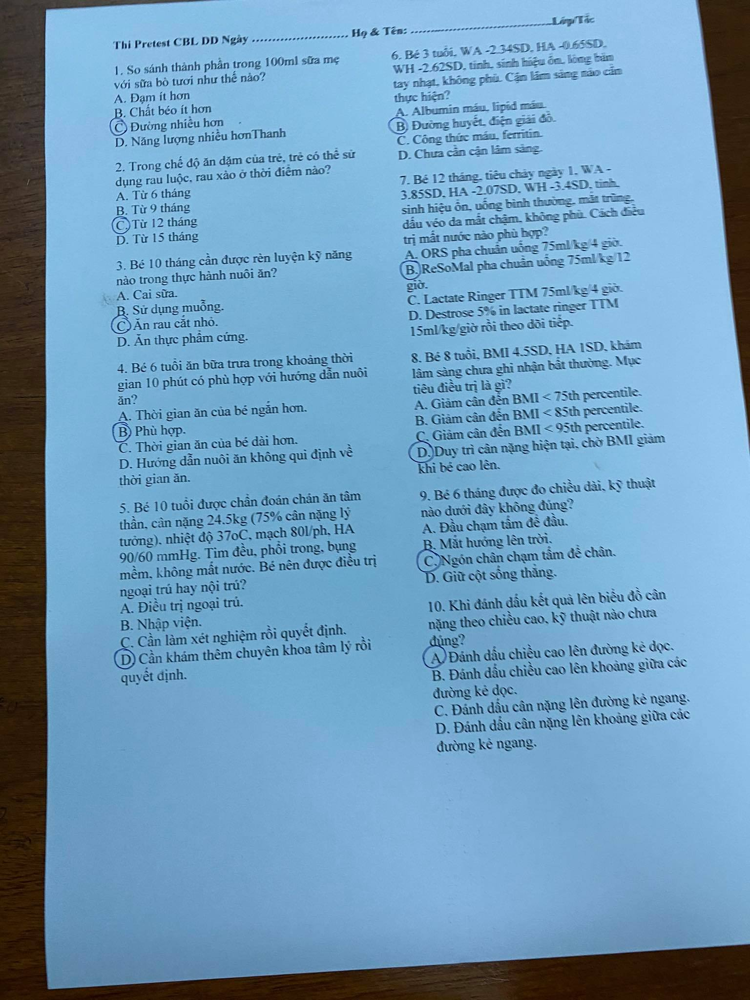 Thi Pretest CBL DD Ngày ........................ Họ & Tên: ........................................Lớp/Tổc
1. So sánh thành phần trong 100ml sữa mẹ
với sữa bò tươi như thế nào?
A. Đạm ít hơn
B. Chất béo ít hơn
C. Đường nhiều hơn
D. Năng lượng nhiều hơnThanh
2. Trong chế độ ăn dặm của trẻ, trẻ có thể sử
dụng rau luộc, rau xào ở thời điểm nào?
A. Từ 6 tháng
B. Từ 9 tháng
C. Từ 12 tháng
D. Từ 15 tháng
3. Bé 10 tháng cần được rèn luyện kỹ năng
nào trong thực hành nuôi ăn?
A. Cai sữa.
B. Sử dụng muỗng.
C. Ăn rau cắt nhỏ.
D. Ăn thực phẩm cứng.
4. Bé 6 tuổi ăn bữa trưa trong khoảng thời
gian 10 phút có phù hợp với hướng dẫn nuôi
ăn?
A. Thời gian ăn của bé ngắn hơn.
B. Phù hợp.
C. Thời gian ăn của bé dài hơn.
D. Hướng dẫn nuôi ăn không qui định về
thời gian ăn.
5. Bé 10 tuổi được chẩn đoán chán ăn tâm
thần, cân nặng 24.5kg (75% cân nặng lý
tưởng), nhiệt độ 37oC, mạch 80l/ph, HA
90/60 mmHg. Tim đều, phổi trong, bụng
mềm, không mất nước. Bé nên được điều trị
ngoại trú hay nội trú?
A. Điều trị ngoại trú.
B. Nhập viện.
C. Cần làm xét nghiệm rồi quyết định.
D. Cần khám thêm chuyên khoa tâm lý rồi
quyết định.
6. Bé 3 tuổi, WA -2.34SD, HA -0.65SD,
WH -2.62SD, tỉnh, sinh hiệu ổn, lòng bàn
tay nhạt, không phù. Cận lâm sàng nào cần
thực hiện?
A. Albumin máu, lipid máu.
B. Đường huyết, điện giải đồ.
C. Công thức máu, ferritin.
D. Chưa cần cận lâm sàng.
7. Bé 12 tháng, tiêu chảy ngày 1, WA -
3.85SD, HA -2.07SD, WH -3.4SD, tỉnh,
sinh hiệu ổn, uống bình thường, mắt trũng,
dấu véo da mất chậm, không phù. Cách điều
trị mất nước nào phù hợp?
A. ORS pha chuẩn uống 75ml/kg/4 giờ.
B. ReSoMal pha chuẩn uống 75ml/kg/12
giờ.
C. Lactate Ringer TTM 75ml/kg/4 giờ.
D. Destrose 5% in lactate ringer TTM
15ml/kg/giờ rồi theo dõi tiếp.
8. Bé 8 tuổi, BMI 4.5SD, HA 1SD, khám
lâm sàng chưa ghi nhận bất thường. Mục
tiêu điều trị là gì?
A. Giảm cân đến BMI < 75th percentile.
B. Giảm cân đến BMI < 85th percentile.
C. Giảm cân đến BMI < 95th percentile.
D. Duy trì cân nặng hiện tại, chờ BMI giảm
khi bé cao lên.
9. Bé 6 tháng được đo chiều dài, kỹ thuật
nào dưới đây không đúng?
A. Đầu chạm tấm đế đầu.
B. Mắt hướng lên trời.
C. Ngón chân chạm tấm đế chân.
D. Giữ cột sống thẳng.
10. Khi đánh dấu kết quả lên biểu đồ cân
nặng theo chiều cao, kỹ thuật nào chưa
đúng?
A. Đánh dấu chiều cao lên đường kẻ dọc.
B. Đánh dấu chiều cao lên khoảng giữa các
đường kẻ dọc.
C. Đánh dấu cân nặng lên đường kẻ ngang.
D. Đánh dấu cân nặng lên khoảng giữa các
đường kẻ ngang.